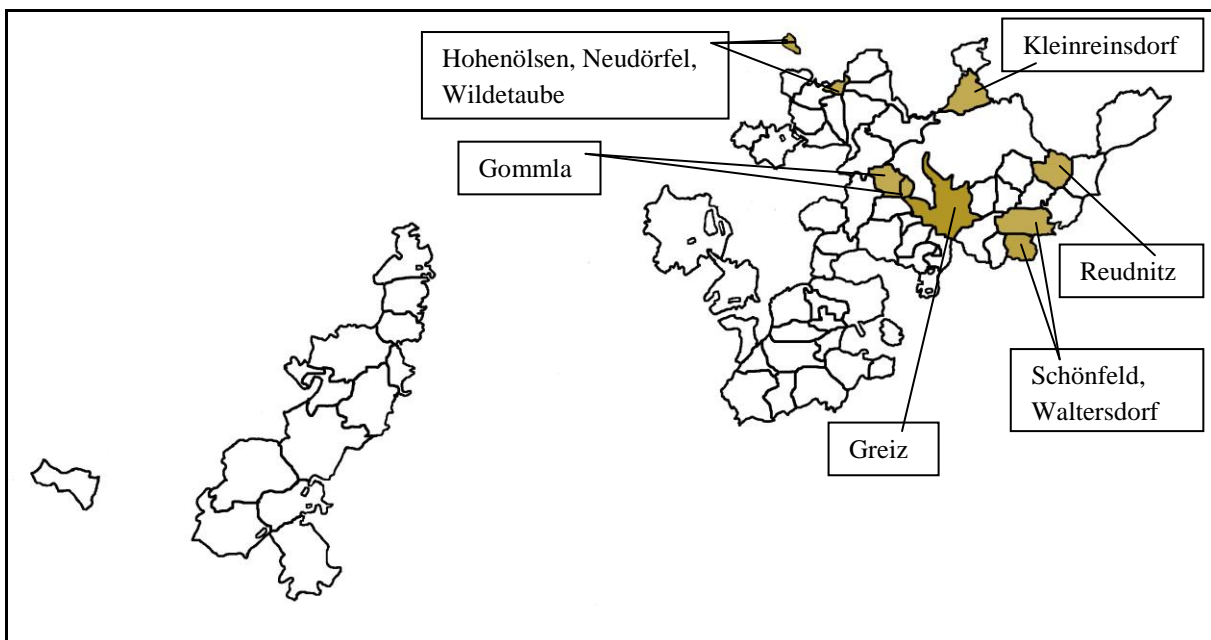 Hohenölsen, Neudörfel,
Wildetaube
Kleinreinsdorf
Gommla
Reudnitz
Schönfeld,
Waltersdorf
Greiz